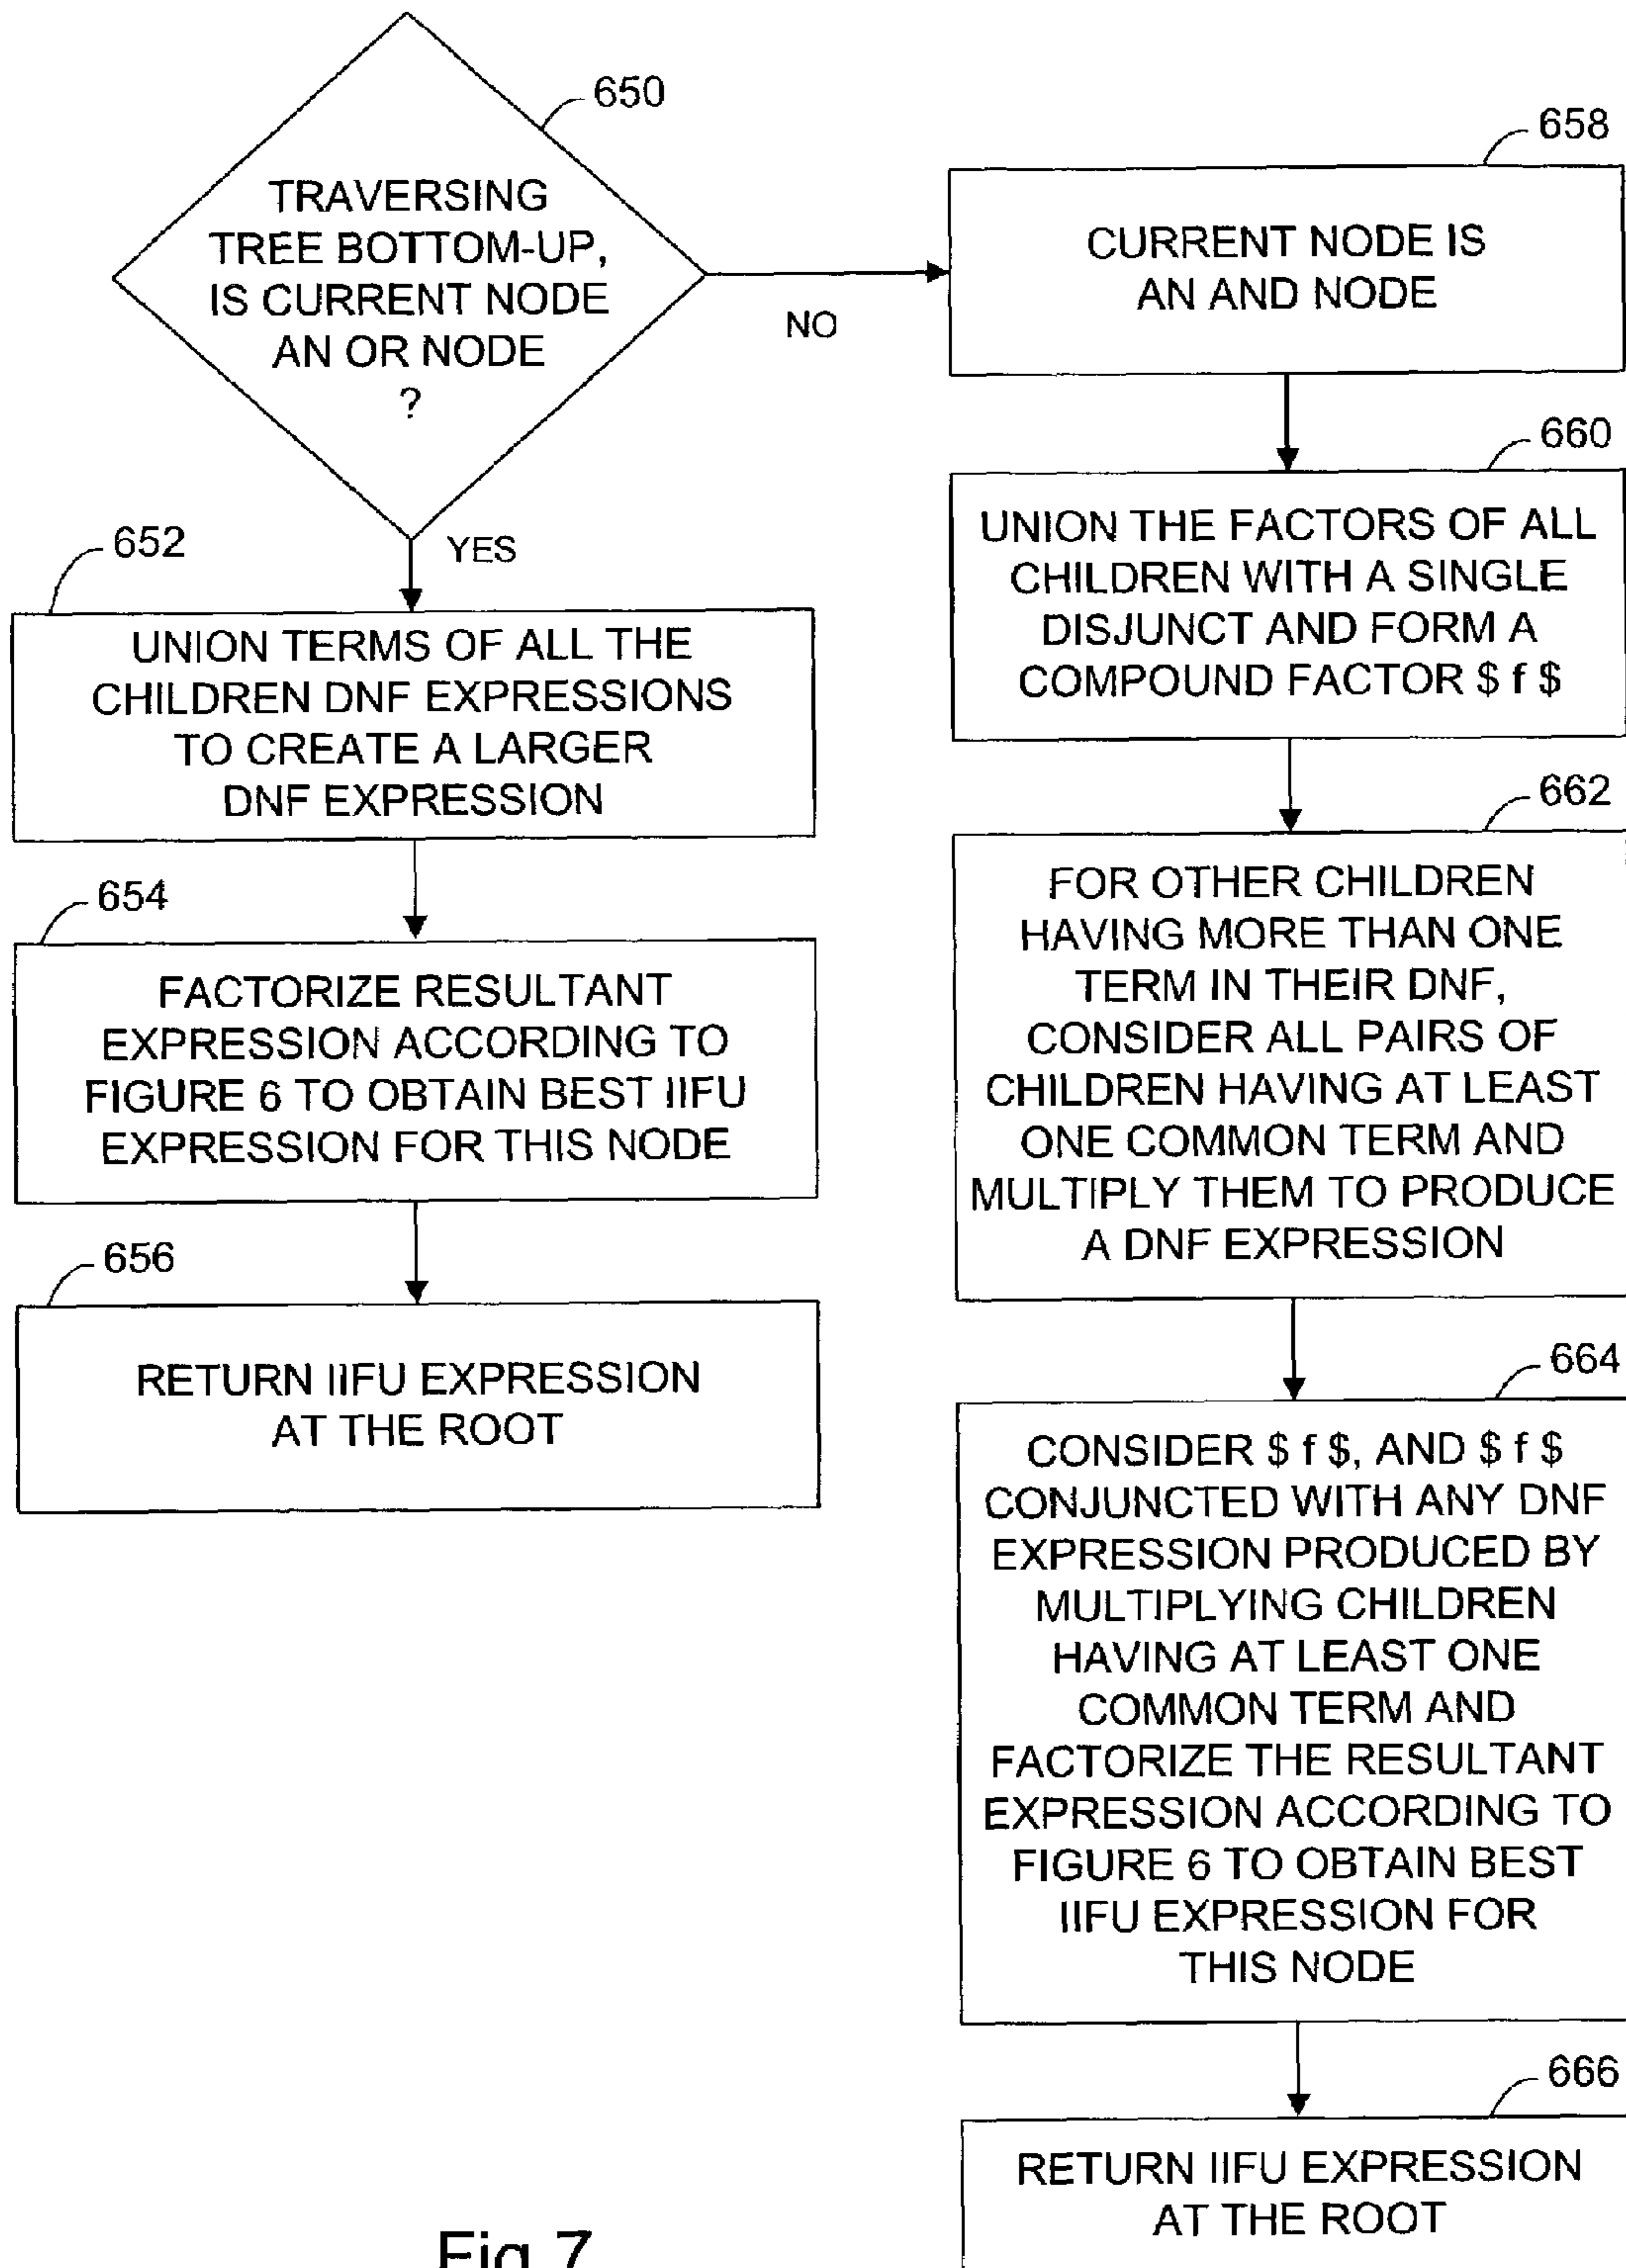 650
TRAVERSING
TREE BOTTOM-UP,
IS CURRENT NODE
AN OR NODE
?
NO
YES
652
UNION TERMS OF ALL THE
CHILDREN DNF EXPRESSIONS
TO CREATE A LARGER
DNF EXPRESSION
654
FACTORIZE RESULTANT
EXPRESSION ACCORDING TO
FIGURE 6 TO OBTAIN BEST IIFU
EXPRESSION FOR THIS NODE
656
RETURN IIFU EXPRESSION
AT THE ROOT
658
CURRENT NODE IS
AN AND NODE
660
UNION THE FACTORS OF ALL
CHILDREN WITH A SINGLE
DISJUNCT AND FORM A
COMPOUND FACTOR $ f $
662
FOR OTHER CHILDREN
HAVING MORE THAN ONE
TERM IN THEIR DNF,
CONSIDER ALL PAIRS OF
CHILDREN HAVING AT LEAST
ONE COMMON TERM AND
MULTIPLY THEM TO PRODUCE
A DNF EXPRESSION
664
CONSIDER $ f $, AND $ f $
CONJUNCTED WITH ANY DNF
EXPRESSION PRODUCED BY
MULTIPLYING CHILDREN
HAVING AT LEAST ONE
COMMON TERM AND
FACTORIZE THE RESULTANT
EXPRESSION ACCORDING TO
FIGURE 6 TO OBTAIN BEST
IIFU EXPRESSION FOR
THIS NODE
666
RETURN IIFU EXPRESSION
AT THE ROOT
Fig 7